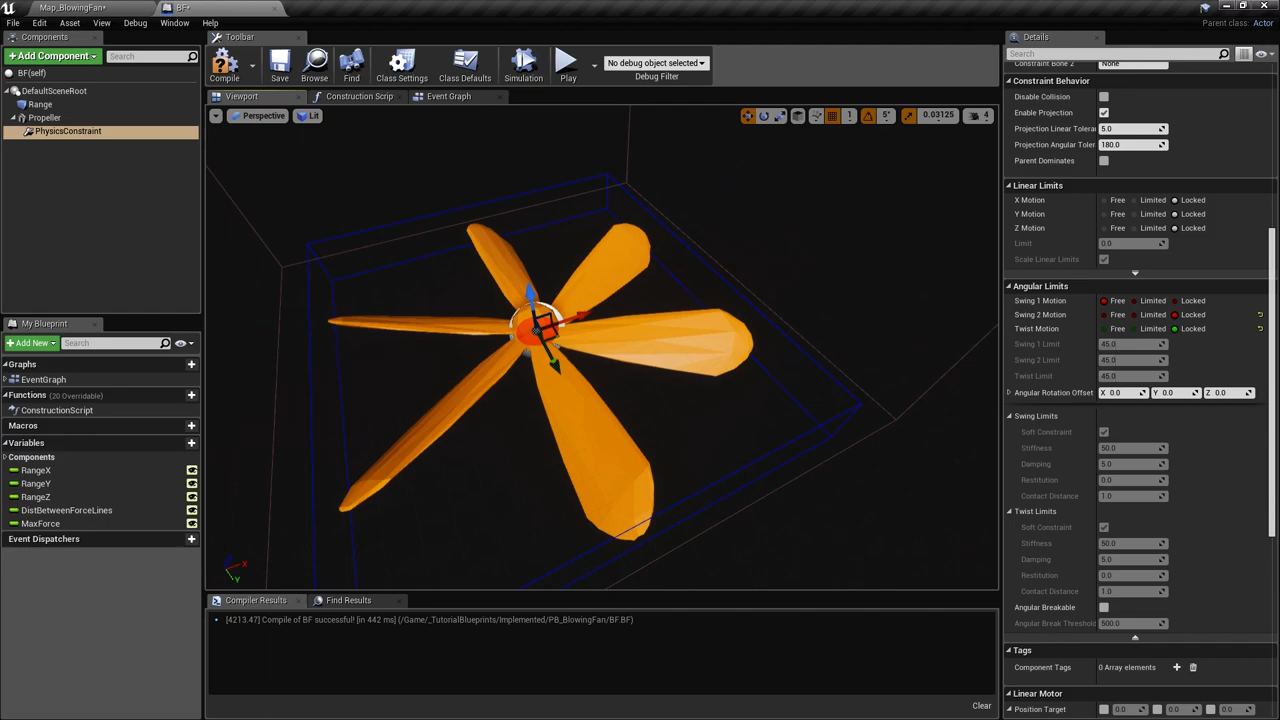 Map_BlowingFan*
BF*
File Edit Asset View Debug Window Help
Parent class: Actor
Components
+ Add Component
Search
BF(self)
DefaultSceneRoot
Range
Propeller
PhysicsConstraint
My Blueprint
+ Add New
Search
Graphs
EventGraph
Functions (20 Overridable)
ConstructionScript
Macros
Variables
Components
RangeX
RangeY
RangeZ
DistBetweenForceLines
MaxForce
Event Dispatchers
Toolbar
Compile Save Browse Find Class Settings Class Defaults Simulation Play
No debug object selected
Debug Filter
Viewport Construction Scrip Event Graph
Perspective Lit 1 5° 0.03125 4
X
Y
Compiler Results Find Results
[4213.47] Compile of BF successful! [in 442 ms] (/Game/_TutorialBlueprints/Implemented/PB_BlowingFan/BF.BF)
Clear
Details
Search
Constraint Bone 2 None
Constraint Behavior
Disable Collision
Enable Projection
Projection Linear Tolera 5.0
Projection Angular Toler 180.0
Parent Dominates
Linear Limits
X Motion Free Limited Locked
Y Motion Free Limited Locked
Z Motion Free Limited Locked
Limit 0.0
Scale Linear Limits
Angular Limits
Swing 1 Motion Free Limited Locked
Swing 2 Motion Free Limited Locked
Twist Motion Free Limited Locked
Swing 1 Limit 45.0
Swing 2 Limit 45.0
Twist Limit 45.0
Angular Rotation Offset X 0.0 Y 0.0 Z 0.0
Swing Limits
Soft Constraint
Stiffness 50.0
Damping 5.0
Restitution 0.0
Contact Distance 1.0
Twist Limits
Soft Constraint
Stiffness 50.0
Damping 5.0
Restitution 0.0
Contact Distance 1.0
Angular Breakable
Angular Break Threshold 500.0
Tags
Component Tags 0 Array elements
Linear Motor
Position Target 0.0 0.0 0.0